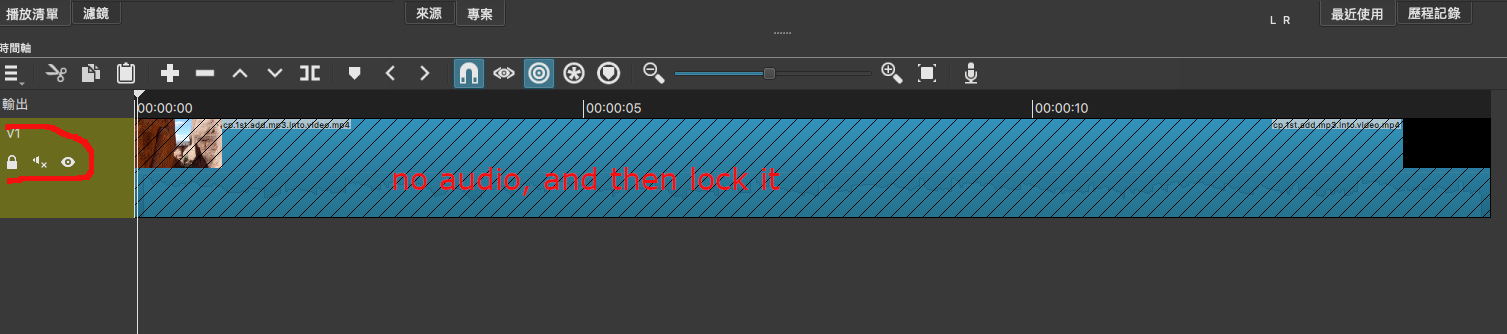 播放清單 濾鏡 來源 專案 L R 最近使用 歷程記錄
時間軸
輸出 00:00:00 00:00:05 00:00:10
V1 cp.1st.add.mp3.into.video.mp4 cp.1st.add.mp3.into.video.mp4
no audio, and then lock it